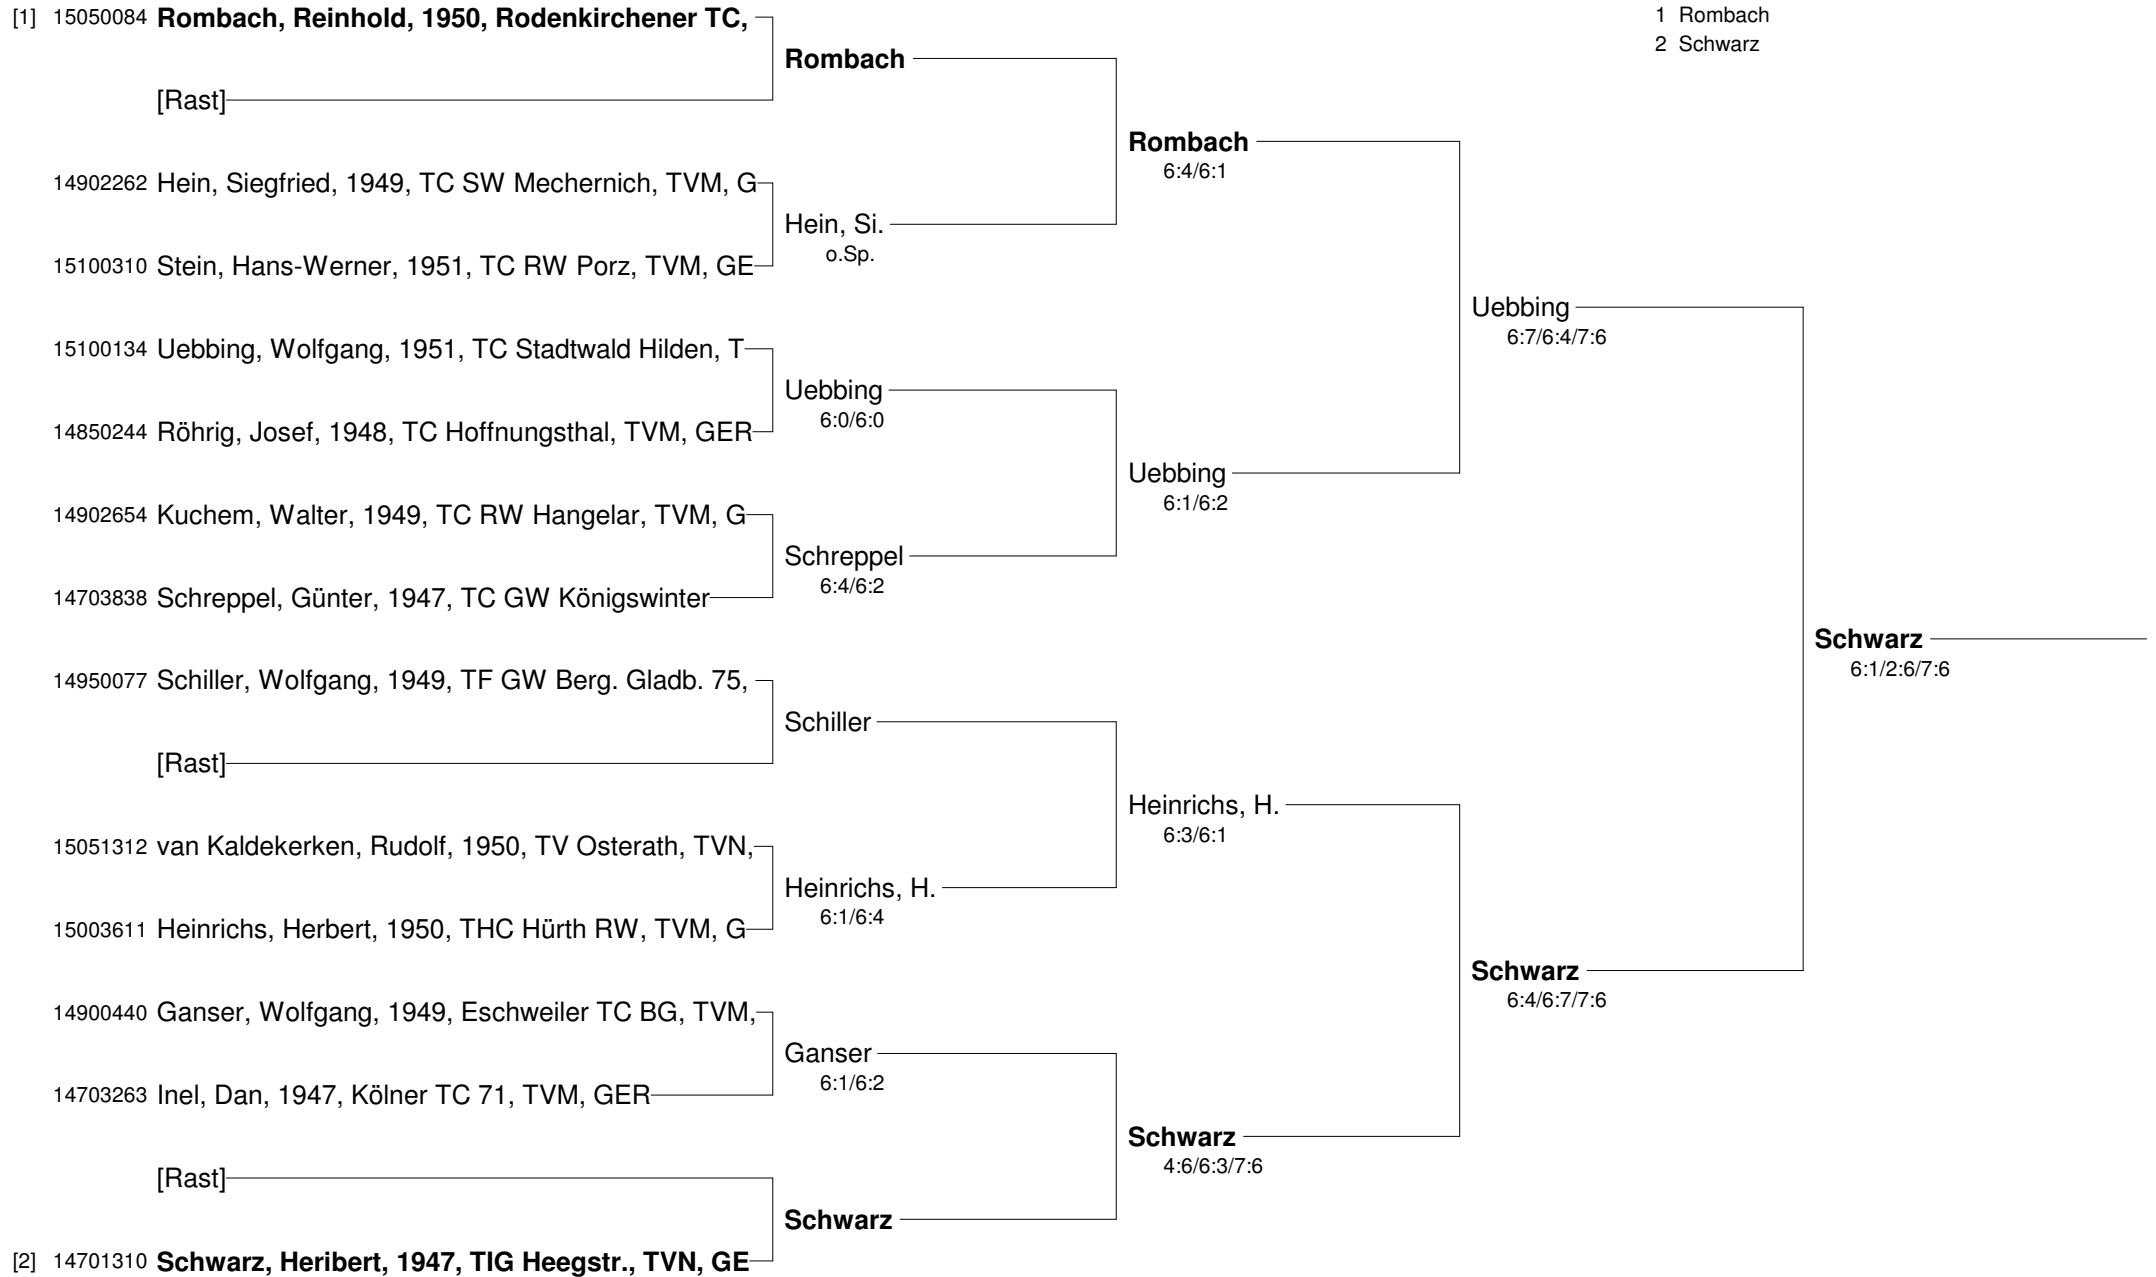 [1] 15050084 Rombach, Reinhold, 1950, Rodenkirchener TC,
1 Rombach
2 Schwarz
Rombach
[Rast]
Rombach
6:4/6:1
14902262 Hein, Siegfried, 1949, TC SW Mechernich, TVM, G
Hein, Si.
o.Sp.
15100310 Stein, Hans-Werner, 1951, TC RW Porz, TVM, GE
Uebbing
6:7/6:4/7:6
15100134 Uebbing, Wolfgang, 1951, TC Stadtwald Hilden, T
Uebbing
6:0/6:0
14850244 Röhrig, Josef, 1948, TC Hoffnungsthal, TVM, GER
Uebbing
6:1/6:2
14902654 Kuchem, Walter, 1949, TC RW Hangelar, TVM, G
Schreppel
6:4/6:2
14703838 Schreppel, Günter, 1947, TC GW Königswinter
Schwarz
6:1/2:6/7:6
14950077 Schiller, Wolfgang, 1949, TF GW Berg. Gladb. 75,
Schiller
[Rast]
Heinrichs, H.
6:3/6:1
15051312 van Kaldekerken, Rudolf, 1950, TV Osterath, TVN,
Heinrichs, H.
6:1/6:4
15003611 Heinrichs, Herbert, 1950, THC Hürth RW, TVM, G
Schwarz
6:4/6:7/7:6
14900440 Ganser, Wolfgang, 1949, Eschweiler TC BG, TVM,
Ganser
6:1/6:2
14703263 Inel, Dan, 1947, Kölner TC 71, TVM, GER
Schwarz
4:6/6:3/7:6
[Rast]
Schwarz
[2] 14701310 Schwarz, Heribert, 1947, TIG Heegstr., TVN, GE